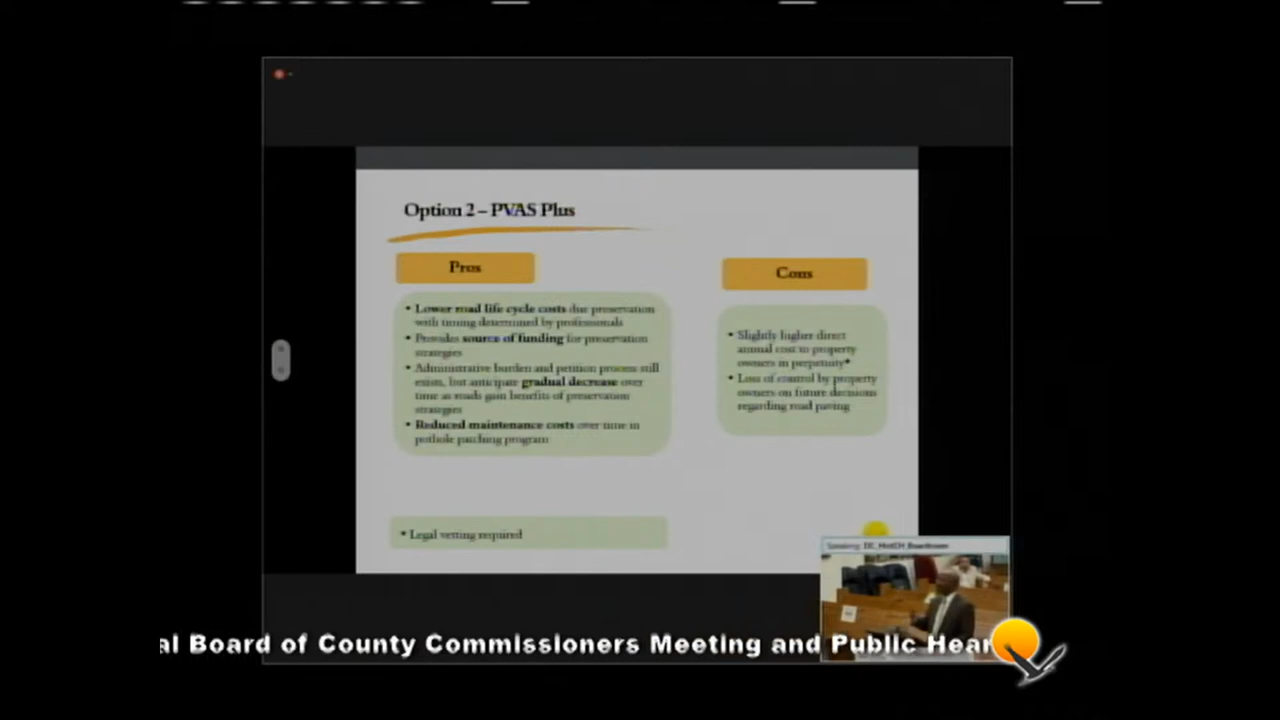 Option 2 – PVAS Plus
Pros
• Lower road life cycle costs due preservation
with timing determined by professionals
• Provides source of funding for preservation
strategies
• Administrative burden and petition process still
exists, but anticipate gradual decrease over
time as roads gain benefits of preservation
strategies
• Reduced maintenance costs over time in
pothole patching program
• Legal vetting required
Cons
• Slightly higher direct
annual cost to property
owners in perpetuity*
• Loss of control by property
owners on future decisions
regarding road paving
Speaking:
al Board of County Commissioners Meeting and Public Hear